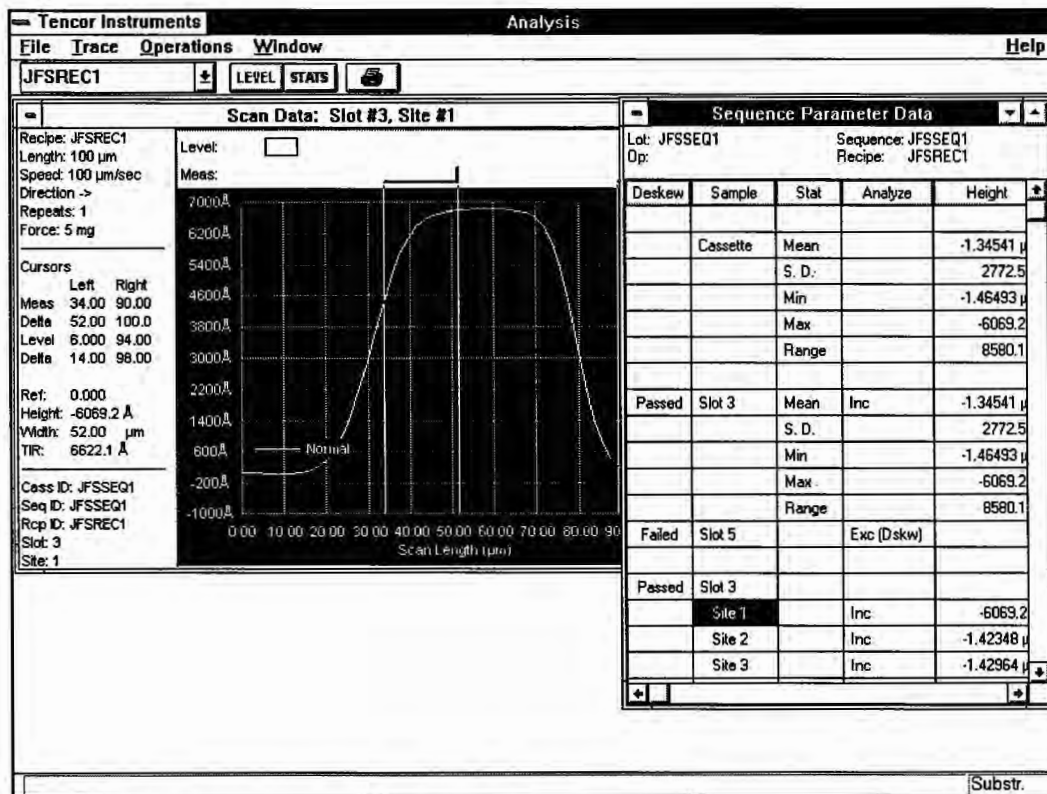 Tencor Instruments Analysis
File Trace Operations Window Help
JFSREC1 LEVEL STATS
Scan Data: Slot #3, Site #1
Recipe: JFSREC1
Length: 100 µm
Speed: 100 µm/sec
Direction ->
Repeats: 1
Force: 5 mg
Cursors
Left Right
Meas 34.00 90.00
Delta 52.00 100.0
Level 6.000 94.00
Delta 14.00 98.00
Ref: 0.000
Height: -6069.2 Å
Width: 52.00 µm
TIR: 6622.1 Å
Cass ID: JFSSEQ1
Seq ID: JFSSEQ1
Rcp ID: JFSREC1
Slot: 3
Site: 1
Level:
Meas:
7000Å
6200Å
5400Å
4600Å
3800Å
3000Å
2200Å
1400Å
600Å
-200Å
-1000Å
Normal
0.00 10.00 20.00 30.00 40.00 50.00 60.00 70.00 80.00 90
Scan Length (µm)
Sequence Parameter Data
Lot: JFSSEQ1 Sequence: JFSSEQ1
Op: Recipe: JFSREC1
Deskew Sample Stat Analyze Height
Cassette Mean -1.34541 µ
S. D. 2772.5
Min -1.46493 µ
Max -6069.2
Range 8580.1
Passed Slot 3 Mean Inc -1.34541 µ
S. D. 2772.5
Min -1.46493 µ
Max -6069.2
Range 8580.1
Failed Slot 5 Exc (Dskw)
Passed Slot 3
Site 1 Inc -6069.2
Site 2 Inc -1.42348 µ
Site 3 Inc -1.42964 µ
Substr.